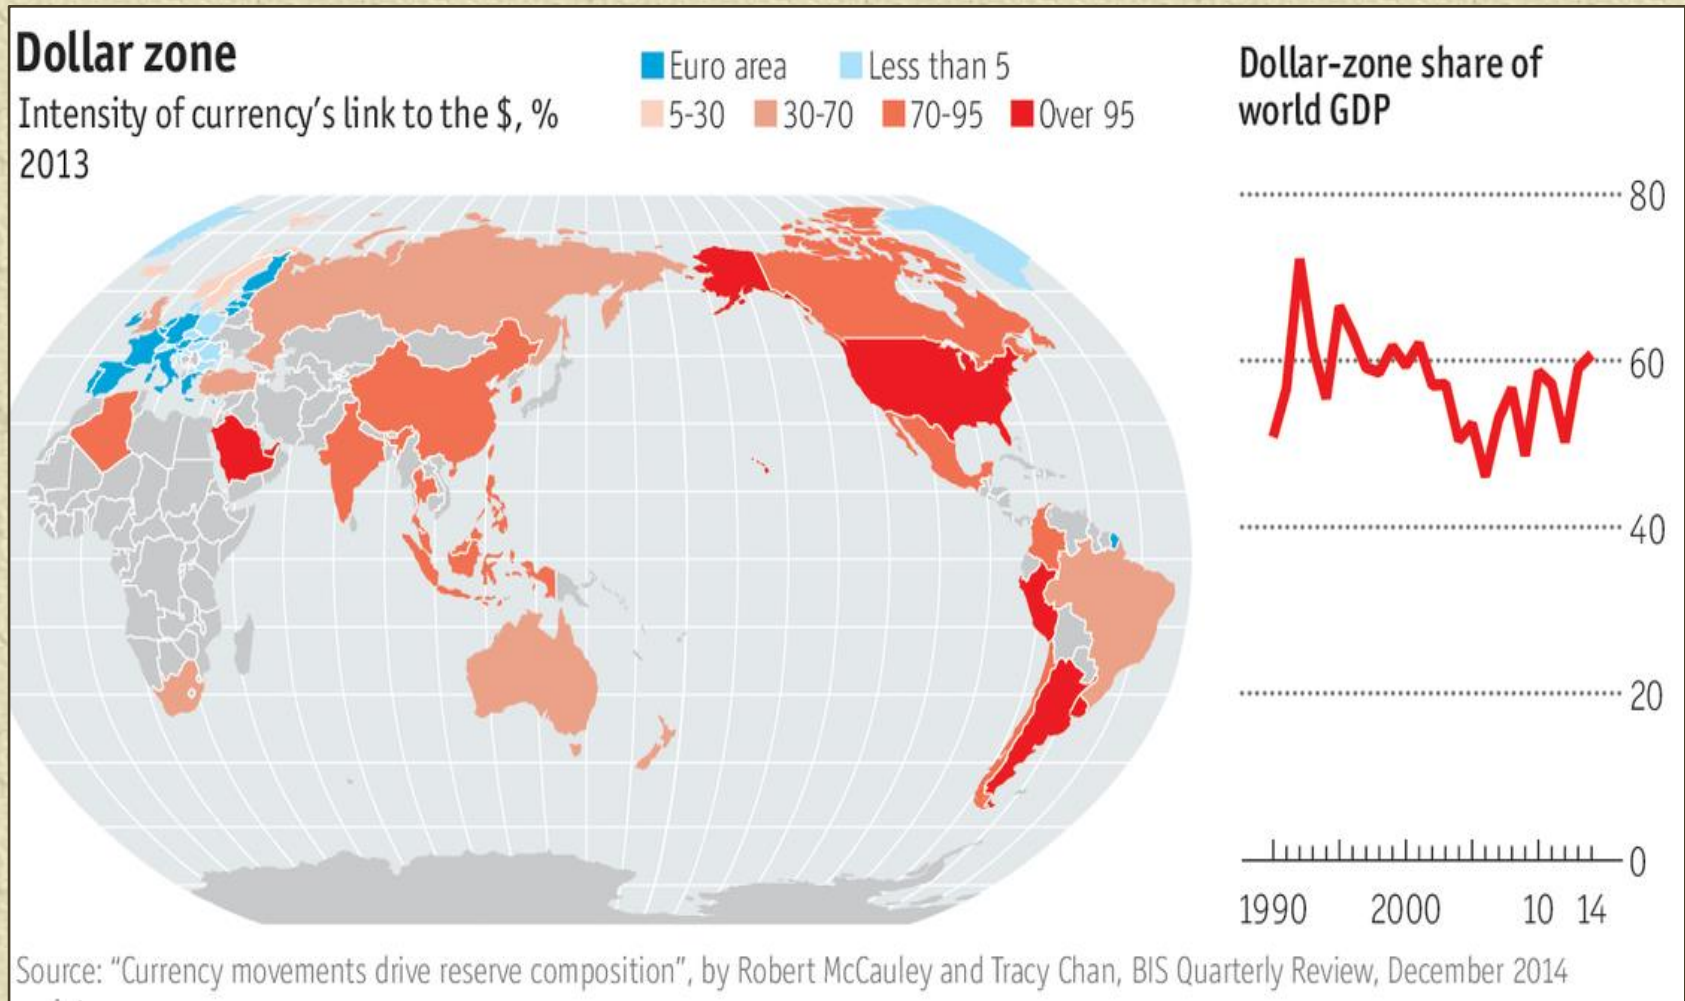 Dollar zone
Intensity of currency's link to the $, %
2013
Euro area
Less than 5
5-30
30-70
70-95
Over 95
Dollar-zone share of
world GDP
80
60
40
20
0
1990 2000 10 14
Source: “Currency movements drive reserve composition”, by Robert McCauley and Tracy Chan, BIS Quarterly Review, December 2014